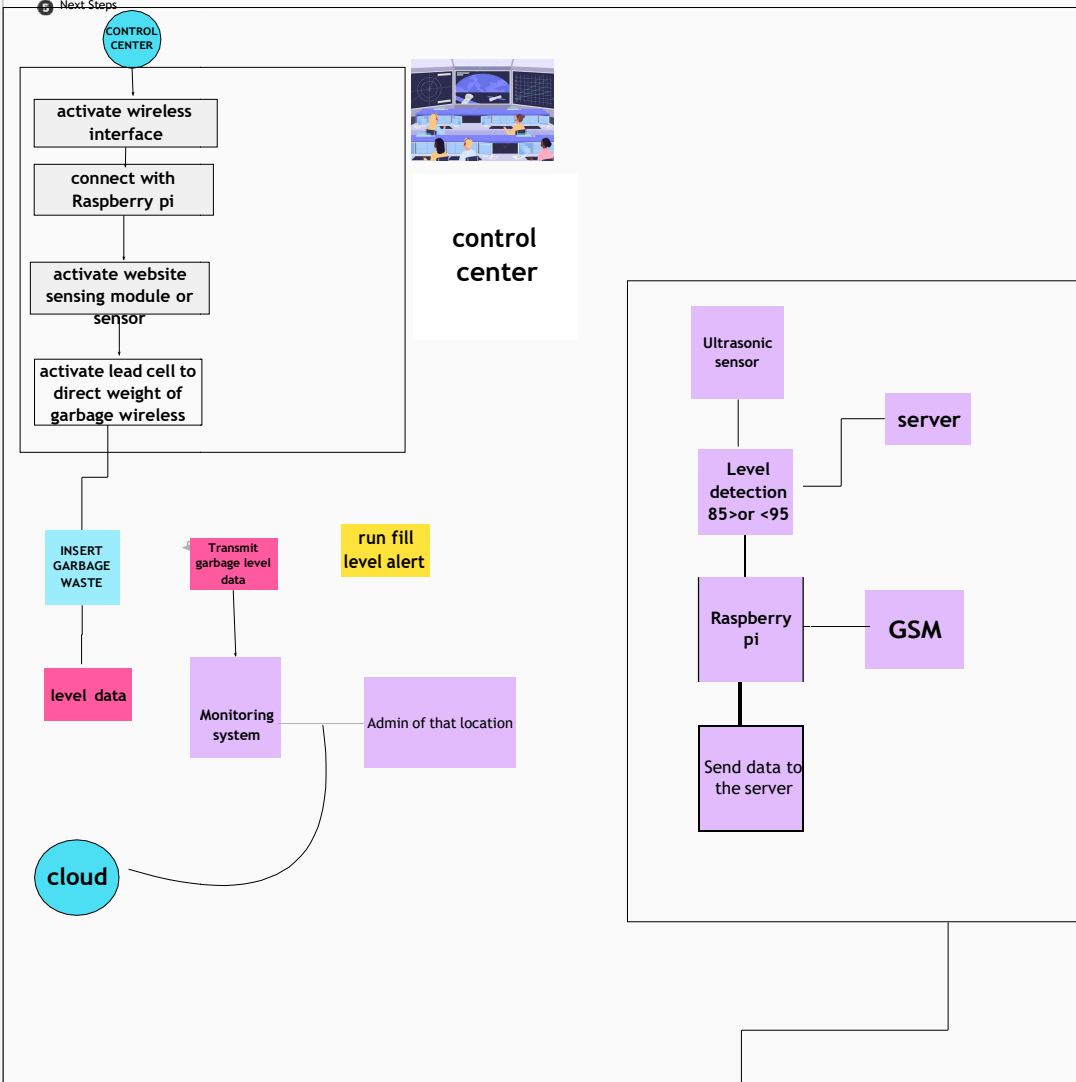 5 Next Steps
CONTROL
CENTER
activate wireless
interface
connect with
Raspberry pi
activate website
sensing module or
sensor
activate lead cell to
direct weight of
garbage wireless
control
center
Ultrasonic
sensor
server
Level
detection
85>or <95
Raspberry
pi
GSM
Send data to
the server
INSERT
GARBAGE
WASTE
Transmit
garbage level
data
run fill
level alert
level data
Monitoring
system
Admin of that location
cloud